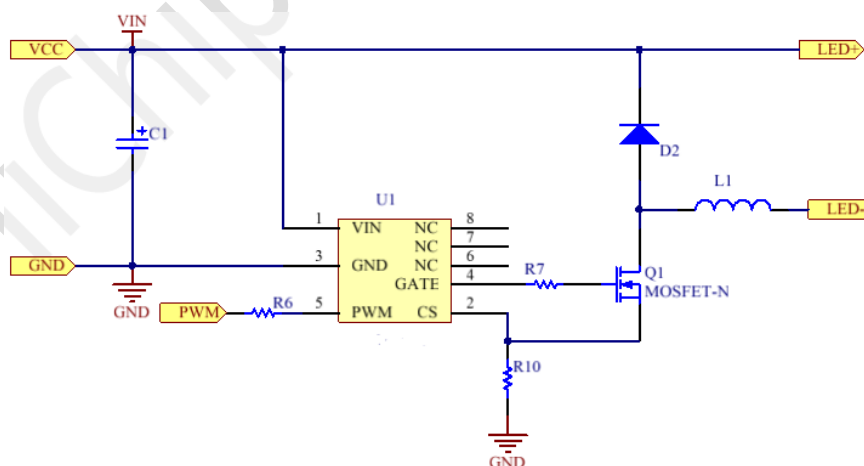 VIN
VCC
LED+
C1
D2
L1
U1
LED-
1
VIN
NC
8
NC
7
GND
3
GND
NC
6
R7
Q1
GATE
4
MOSFET-N
GND
PWM
R6
5
PWM
CS
2
R10
GND